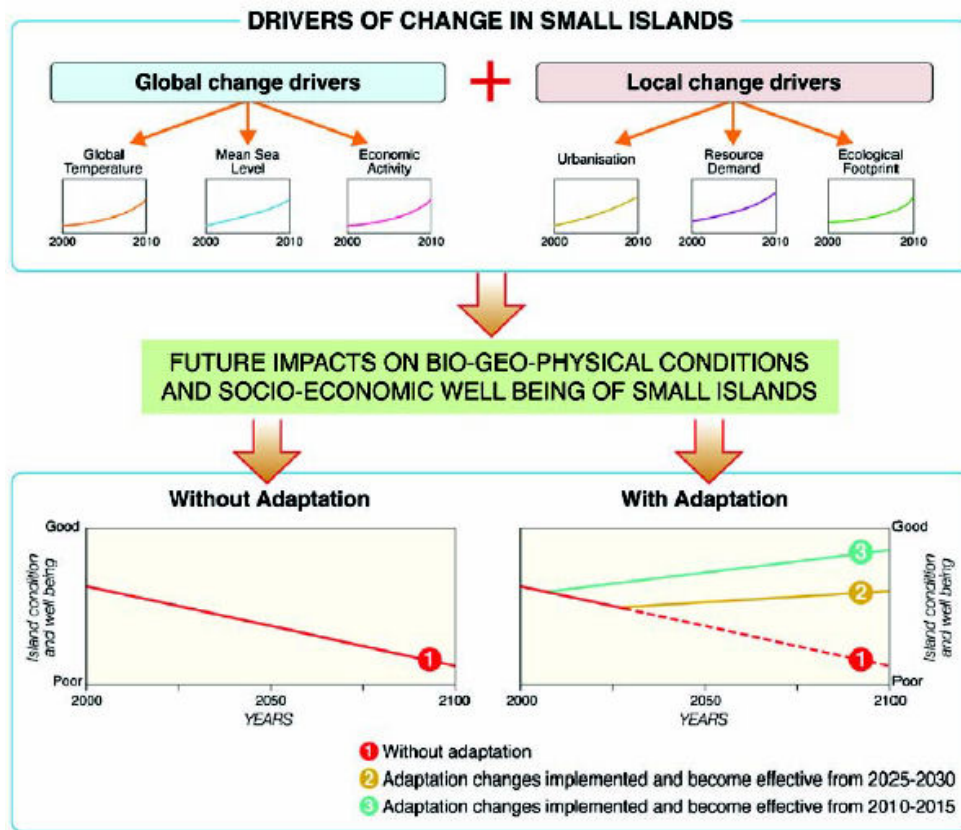 DRIVERS OF CHANGE IN SMALL ISLANDS
Global change drivers
+
Local change drivers
Global
Temperature
Mean Sea
Level
Economic
Activity
Urbanisation
Resource
Demand
Ecological
Footprint
2000 2010
2000 2010
2000 2010
2000 2010
2000 2010
2000 2010
FUTURE IMPACTS ON BIO-GEO-PHYSICAL CONDITIONS
AND SOCIO-ECONOMIC WELL BEING OF SMALL ISLANDS
Without Adaptation
Good
Island condition
and well being
Poor
1
2000 2050 2100
YEARS
With Adaptation
Good
Island condition
and well being
Poor
3
2
1
2000 2050 2100
YEARS
1 Without adaptation
2 Adaptation changes implemented and become effective from 2025-2030
3 Adaptation changes implemented and become effective from 2010-2015